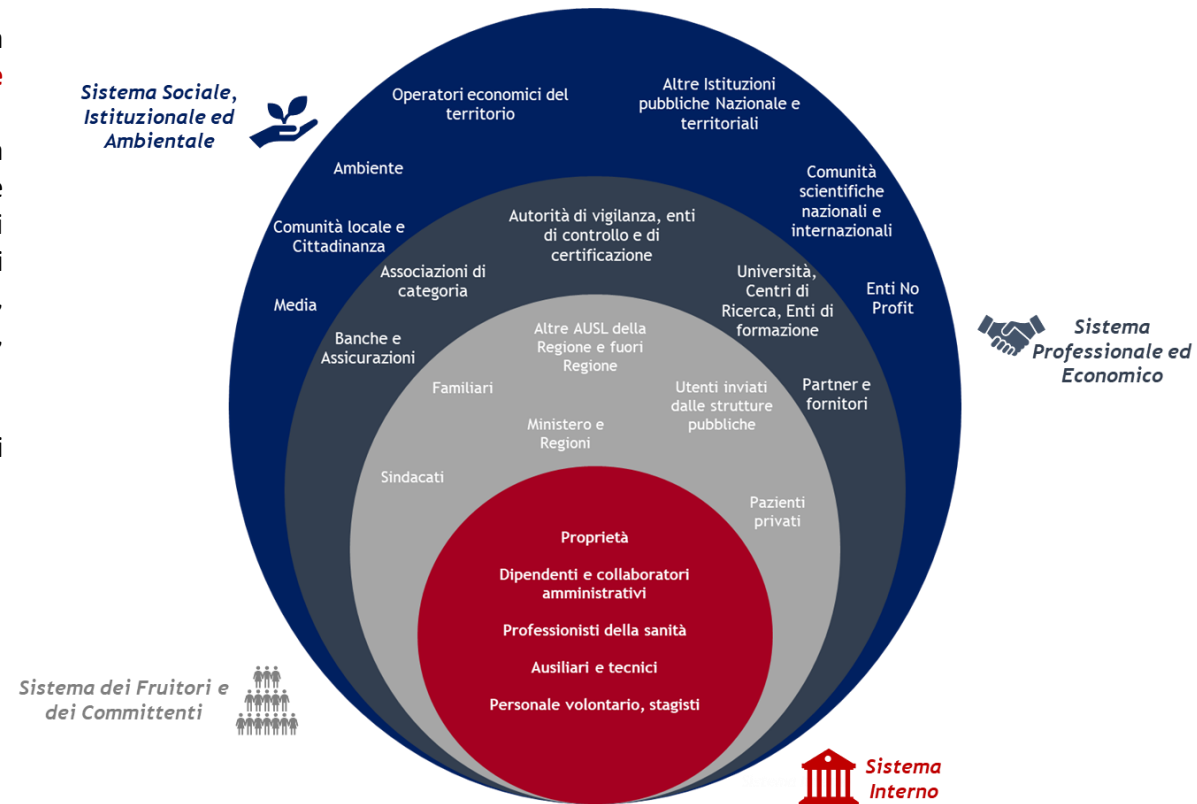 Sistema Sociale,
Istituzionale ed
Ambientale
Operatori economici del
territorio
Altre Istituzioni
pubbliche Nazionale e
territoriali
Ambiente
Comunità
scientifiche
nazionali e
internazionali
Comunità locale e
Cittadinanza
Media
Enti No
Profit
Autorità di vigilanza, enti
di controllo e di
certificazione
Associazioni di
categoria
Università,
Centri di
Ricerca, Enti di
formazione
Banche e
Assicurazioni
Partner e
fornitori
Sistema
Professionale ed
Economico
Altre AUSL della
Regione e fuori
Regione
Familiari
Utenti inviati
dalle strutture
pubbliche
Ministero e
Regioni
Sindacati
Pazienti
privati
Proprietà
Dipendenti e collaboratori
amministrativi
Professionisti della sanità
Ausiliari e tecnici
Personale volontario, stagisti
Sistema dei Fruitori e
dei Committenti
Sistema
Interno